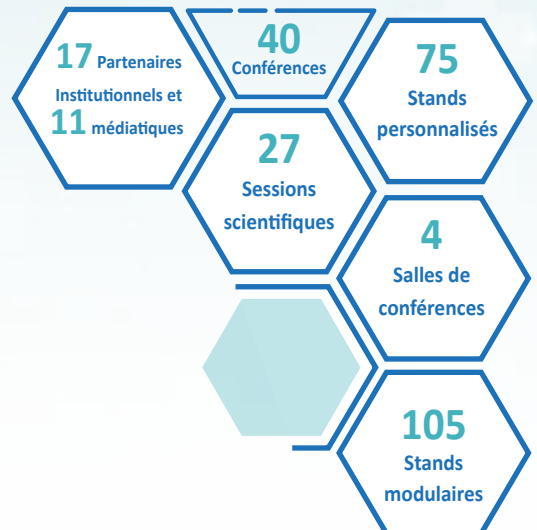 17 Partenaires
Institutionnels et
11 médiatiques
40
Conférences
75
Stands
personnalisés
27
Sessions
scientifiques
4
Salles de
conférences
105
Stands
modulaires